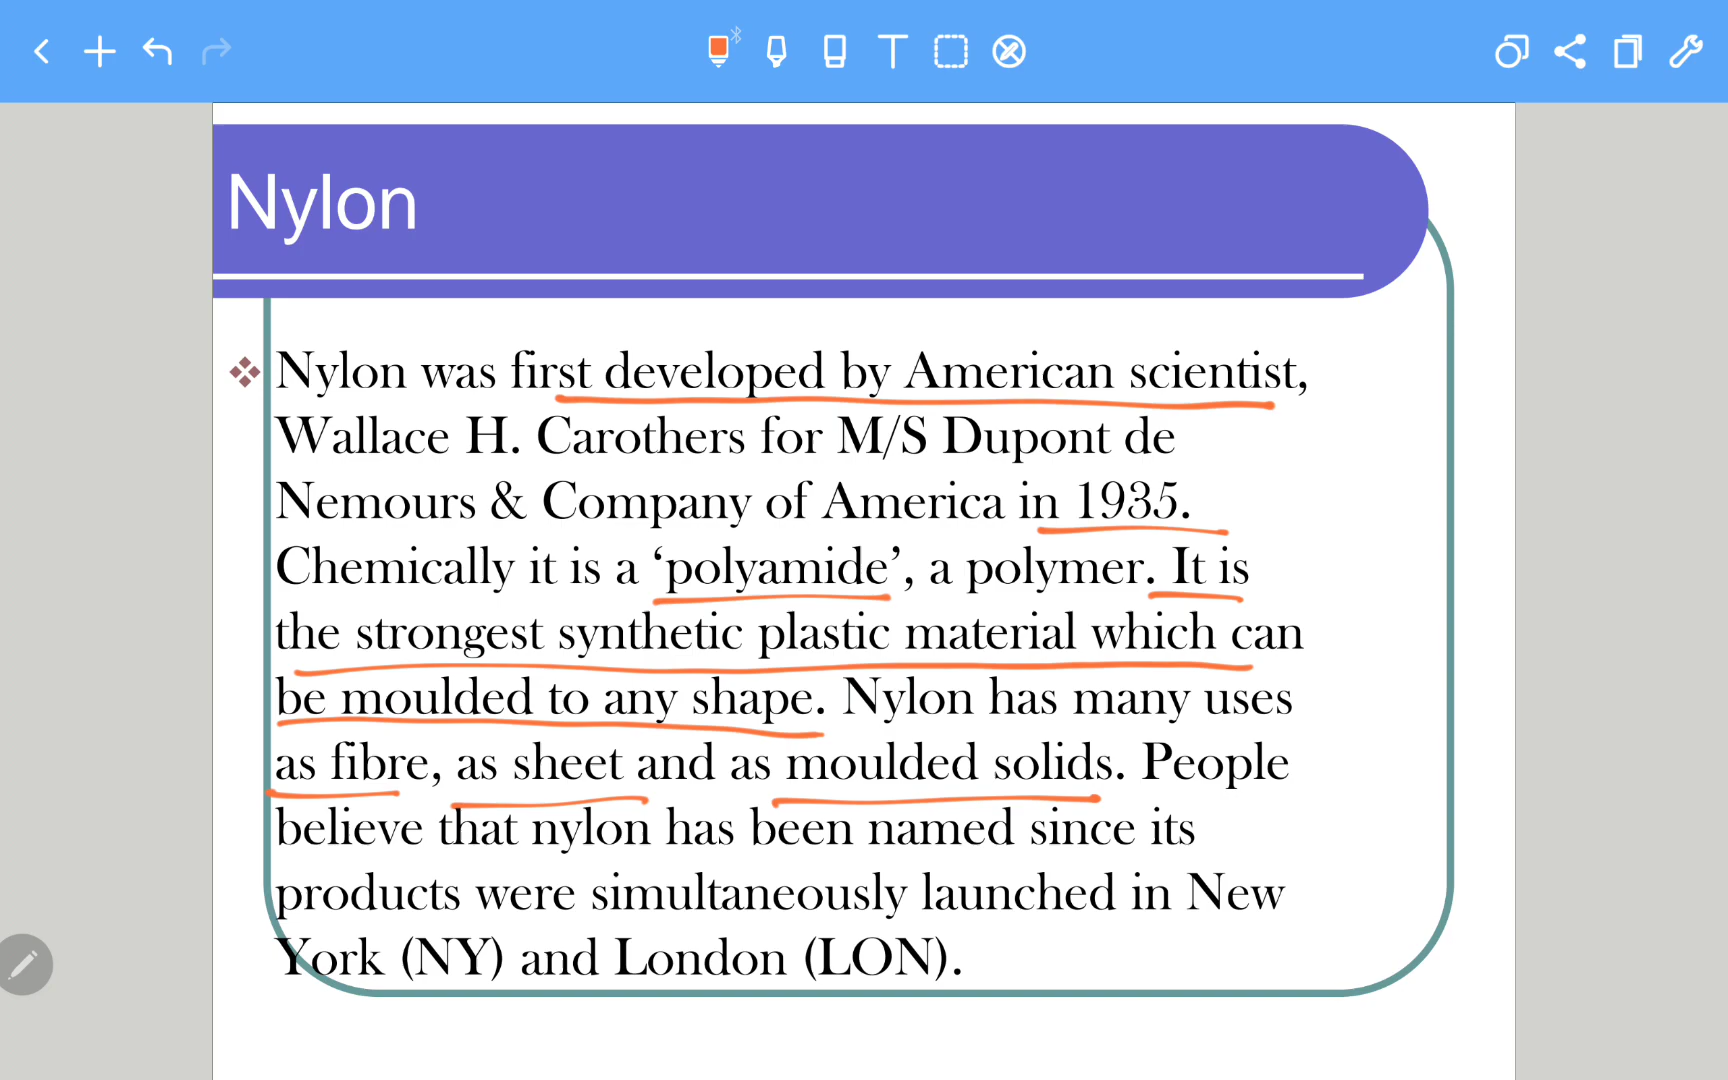 Nylon
Nylon was first developed by American scientist,
Wallace H. Carothers for M/S Dupont de
Nemours & Company of America in 1935.
Chemically it is a ‘polyamide’, a polymer. It is
the strongest synthetic plastic material which can
be moulded to any shape. Nylon has many uses
as fibre, as sheet and as moulded solids. People
believe that nylon has been named since its
products were simultaneously launched in New
York (NY) and London (LON).